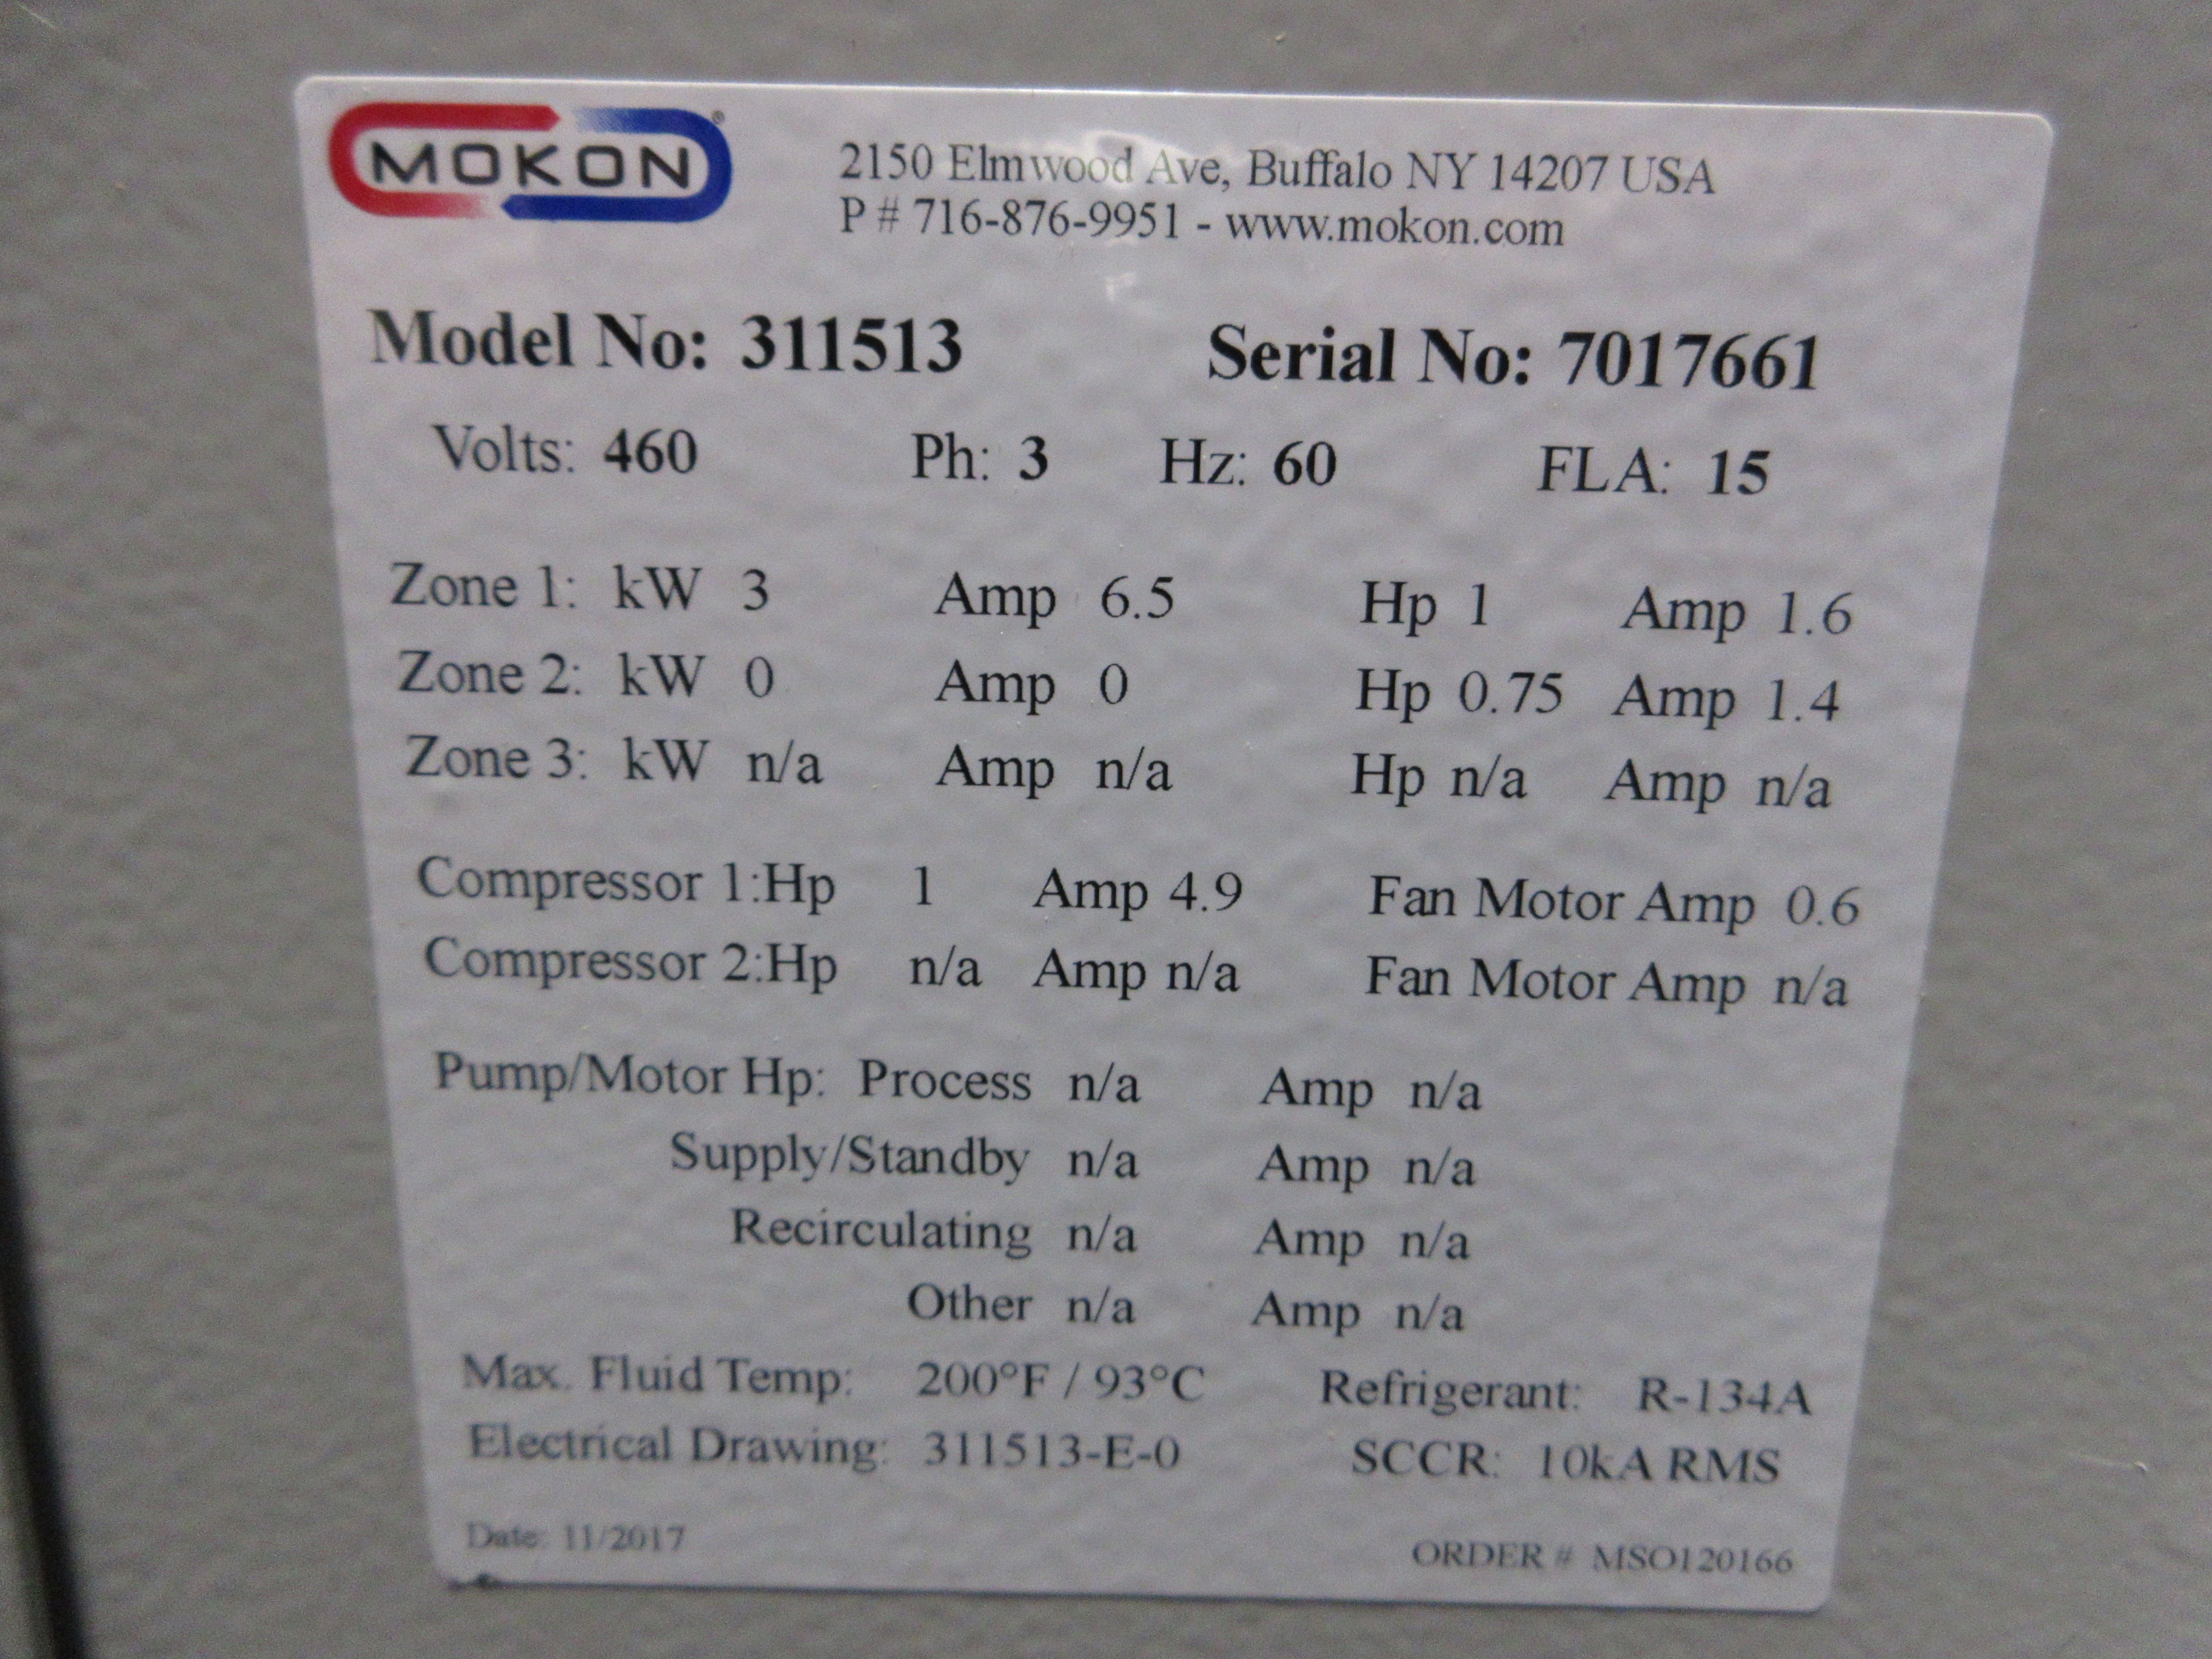 MOKON®
2150 Elmwood Ave, Buffalo NY 14207 USA
P # 716-876-9951 - www.mokon.com
Model No: 311513 Serial No: 7017661
Volts: 460 Ph: 3 Hz: 60 FLA: 15
Zone 1: kW 3 Amp 6.5 Hp 1 Amp 1.6
Zone 2: kW 0 Amp 0 Hp 0.75 Amp 1.4
Zone 3: kW n/a Amp n/a Hp n/a Amp n/a
Compressor 1:Hp 1 Amp 4.9 Fan Motor Amp 0.6
Compressor 2:Hp n/a Amp n/a Fan Motor Amp n/a
Pump/Motor Hp: Process n/a Amp n/a
Supply/Standby n/a Amp n/a
Recirculating n/a Amp n/a
Other n/a Amp n/a
Max. Fluid Temp: 200°F / 93°C Refrigerant: R-134A
Electrical Drawing: 311513-E-0 SCCR: 10kA RMS
Date: 11/2017 ORDER # MSO120166